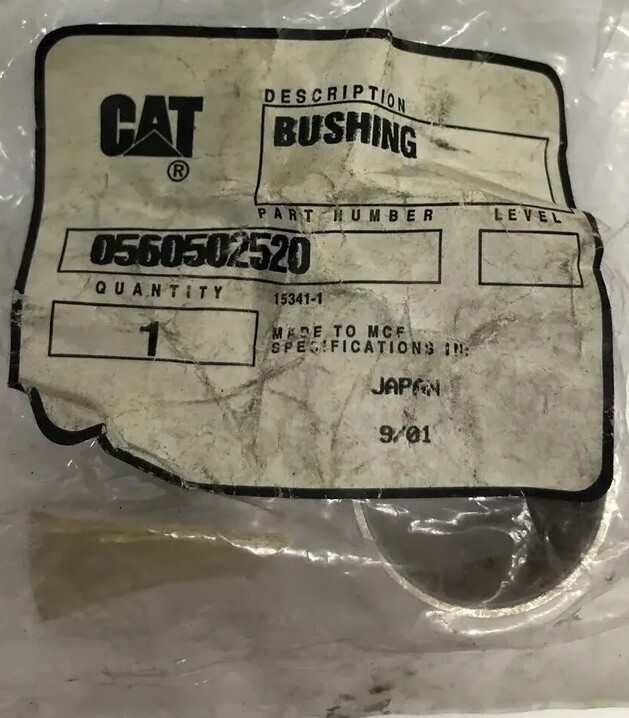 CAT
®
DESCRIPTION
BUSHING
PART NUMBER
LEVEL
0560502520
QUANTITY
15341-1
1
MADE TO MCF
SPECIFICATIONS IN:
JAPAN
9/01